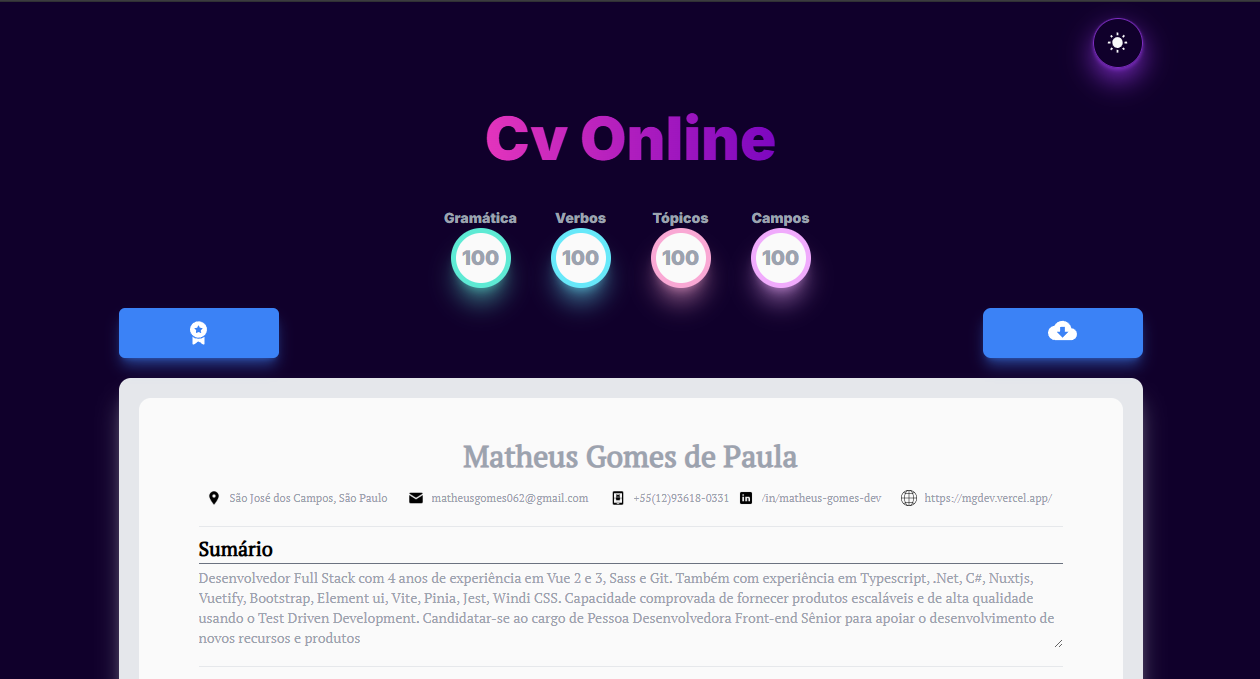 Cv Online
Gramática Verbos Tópicos Campos
100 100 100 100
Matheus Gomes de Paula
São José dos Campos, São Paulo matheusgomes062@gmail.com +55(12)93618-0331 /in/matheus-gomes-dev https://mgdev.vercel.app/
Sumário
Desenvolvedor Full Stack com 4 anos de experiência em Vue 2 e 3, Sass e Git. Também com experiência em Typescript, .Net, C#, Nuxtjs,
Vuetify, Bootstrap, Element ui, Vite, Pinia, Jest, Windi CSS. Capacidade comprovada de fornecer produtos escaláveis e de alta qualidade
usando o Test Driven Development. Candidatar-se ao cargo de Pessoa Desenvolvedora Front-end Sênior para apoiar o desenvolvimento de
novos recursos e produtos